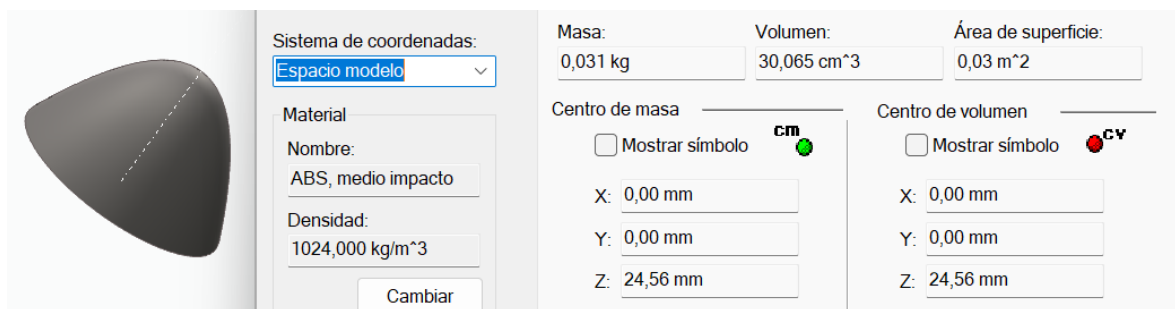 Sistema de coordenadas:
Espacio modelo
Material
Nombre:
ABS, medio impacto
Densidad:
1024,000 kg/m^3
Cambiar
Masa: Volumen: Área de superficie:
0,031 kg 30,065 cm^3 0,03 m^2
Centro de masa Centro de volumen
Mostrar símbolo cm Mostrar símbolo cv
X: 0,00 mm X: 0,00 mm
Y: 0,00 mm Y: 0,00 mm
Z: 24,56 mm Z: 24,56 mm